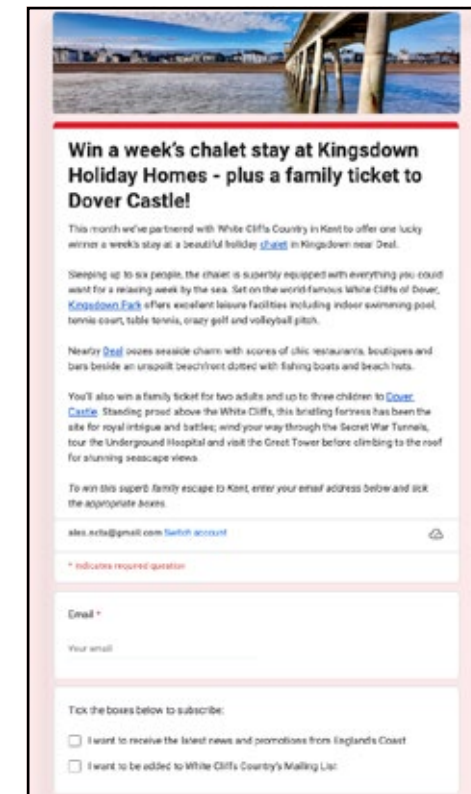 Win a week's chalet stay at Kingsdown
Holiday Homes - plus a family ticket to
Dover Castle!
This month we've partnered with White Cliffs Country in Kent to offer one lucky
winner a week's stay at a beautiful holiday chalet in Kingsdown near Deal.
Sleeping up to six people, the chalet is superbly equipped with everything you could
want for a relaxing week by the sea. Set on the world-famous White Cliffs of Dover,
Kingsdown Park offers excellent leisure facilities including indoor swimming pool,
tennis court, table tennis, crazy golf and volleyball pitch.
Nearby Deal oozes seaside charm with scores of chic restaurants, boutiques and
bars beside an unspoilt beachfront dotted with fishing boats and beach huts.
You'll also win a family ticket for two adults and up to three children to Dover
Castle. Standing proud above the White Cliffs, this bristling fortress has been the
site for royal intrigue and battles; wind your way through the Secret War Tunnels,
tour the Underground Hospital and visit the Great Tower before climbing to the roof
for stunning seascape views.
To win this superb family escape to Kent, enter your email address below and tick
the appropriate boxes.
alex.ncta@gmail.com Switch account
* Indicates required question
Email *
Your email
Tick the boxes below to subscribe:
I want to receive the latest news and promotions from England's Coast
I want to be added to White Cliffs Country's Mailing List